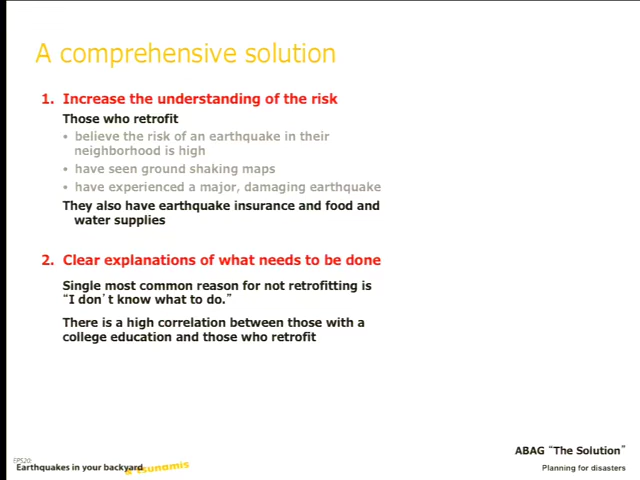 A comprehensive solution
1. Increase the understanding of the risk
Those who retrofit
• believe the risk of an earthquake in their
neighborhood is high
• have seen ground shaking maps
• have experienced a major, damaging earthquake
They also have earthquake insurance and food and
water supplies
2. Clear explanations of what needs to be done
Single most common reason for not retrofitting is
“I don’t know what to do.”
There is a high correlation between those with a
college education and those who retrofit
ABAG “The Solution”
EPS20:
Earthquakes in your backyard
& tsunamis
Planning for disasters